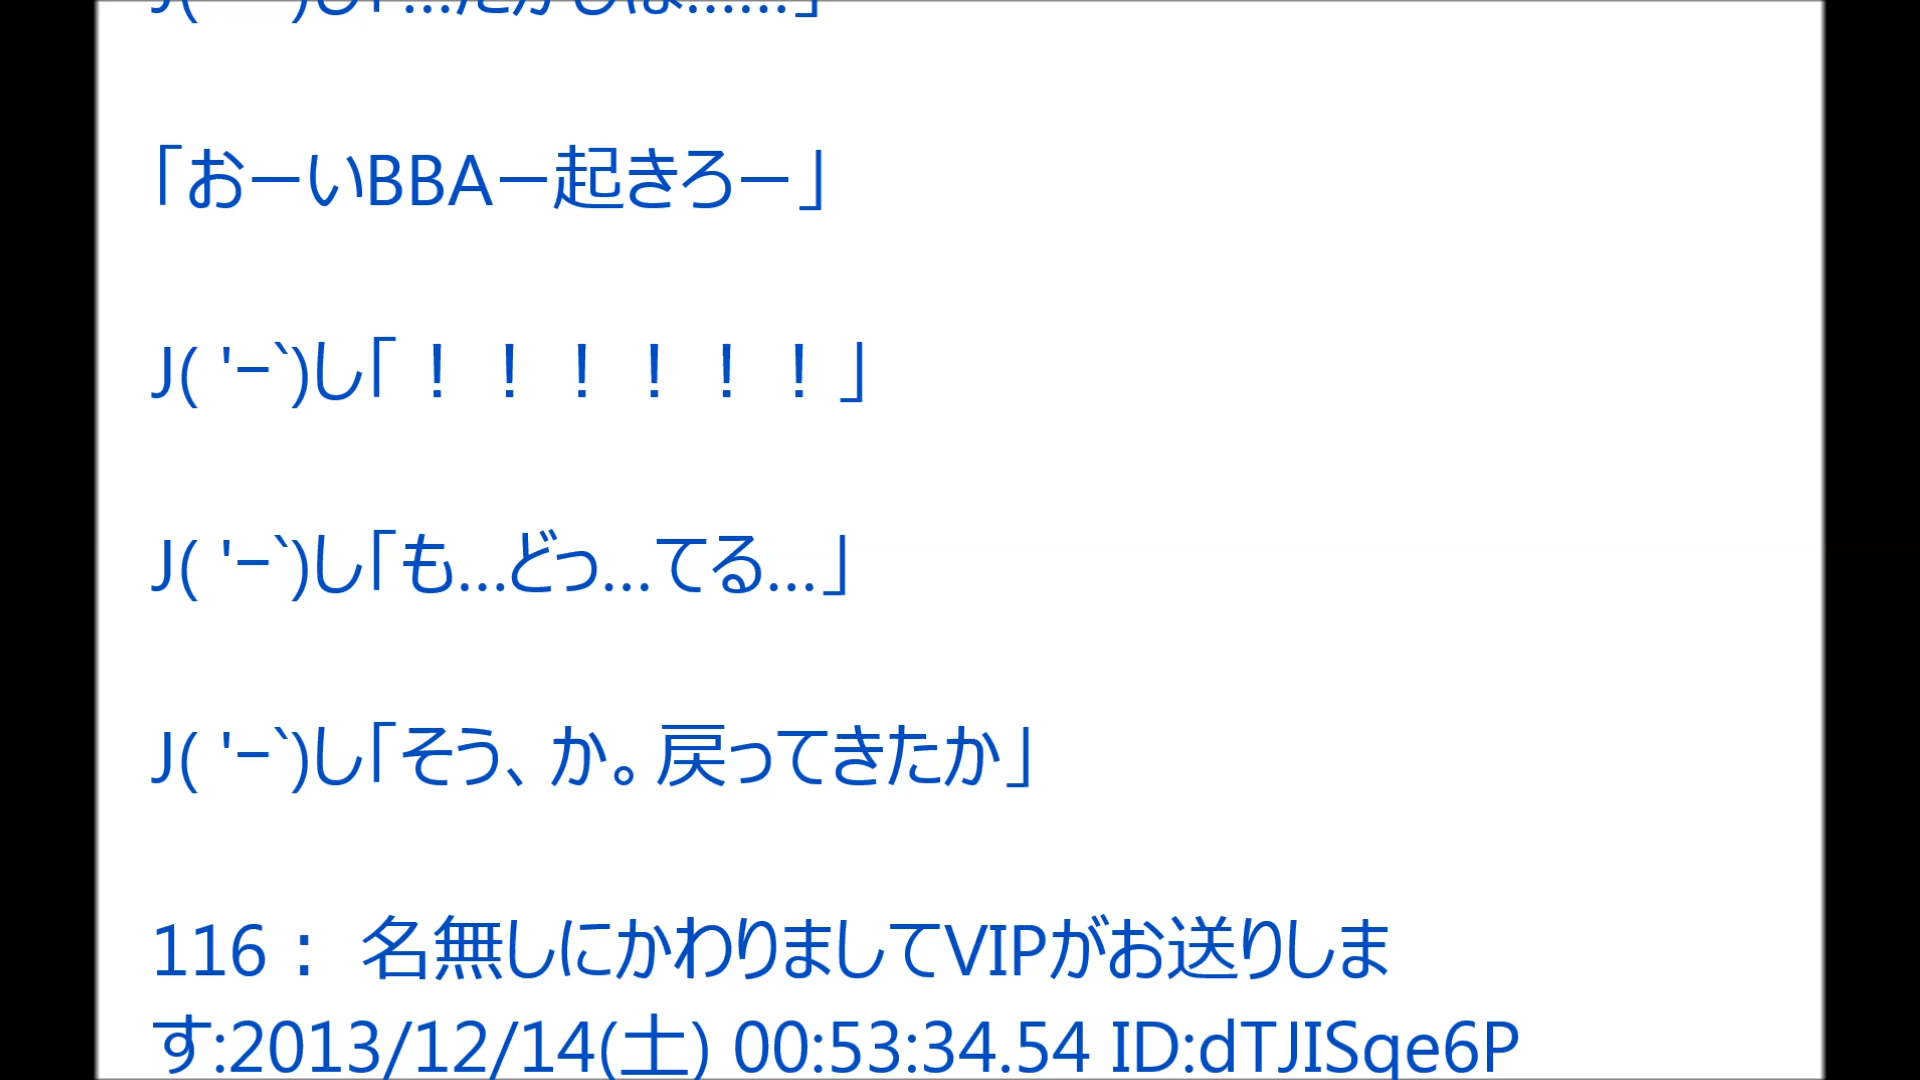 「おーいBBAー起きろー」
J( 'ｰ`)し「！！！！！！」
J( 'ｰ`)し「も…どっ…てる…」
J( 'ｰ`)し「そう、か。戻ってきたか」
116： 名無しにかわりましてVIPがお送りしま
す:2013/12/14(土) 00:53:34.54 ID:dTJISqe6P